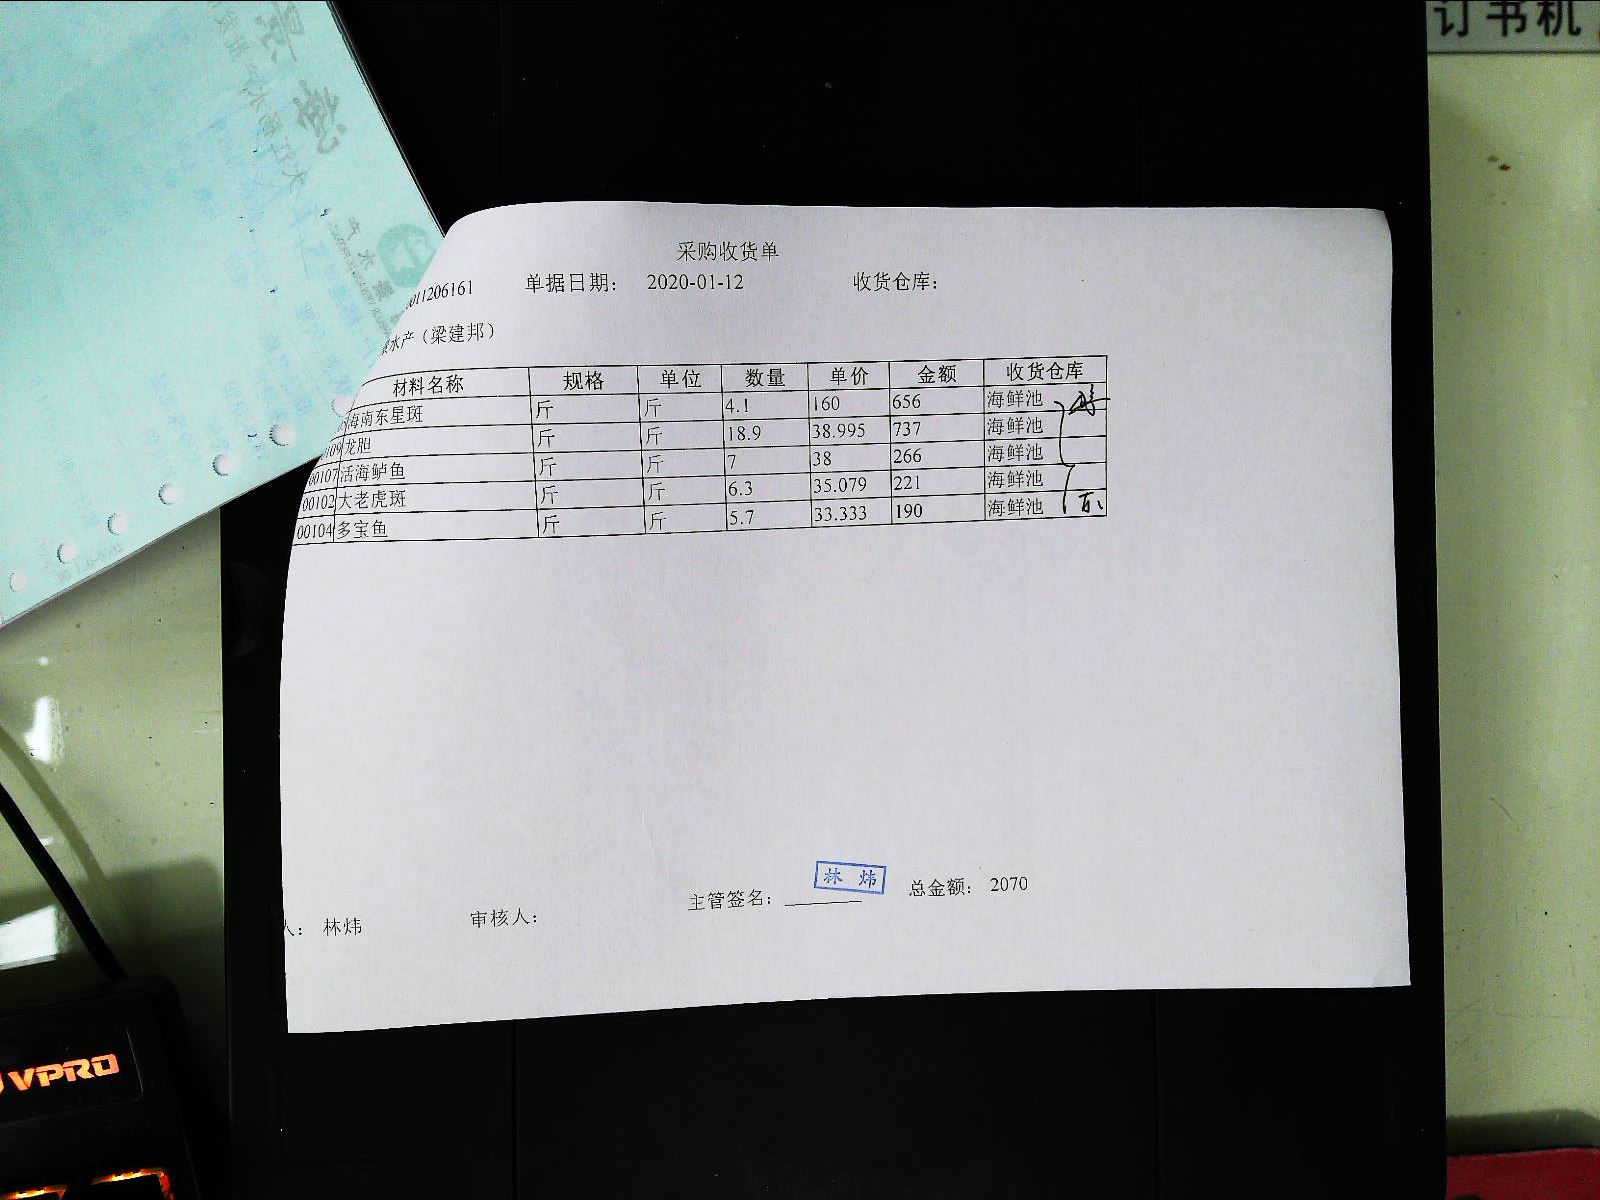 订书机
采购收货单
011206161 单据日期： 2020-01-12 收货仓库：
水产（梁建邦）
材料名称 规格 单位 数量 单价 金额 收货仓库
海南东星斑 斤 斤 4.1 160 656 海鲜池
109 龙胆 斤 斤 18.9 38.995 737 海鲜池
00107 活海鲈鱼 斤 斤 7 38 266 海鲜池
00102 大老虎斑 斤 斤 6.3 35.079 221 海鲜池
00104 多宝鱼 斤 斤 5.7 33.333 190 海鲜池
人： 林炜 审核人： 主管签名： 林炜 总金额： 2070
VPRO